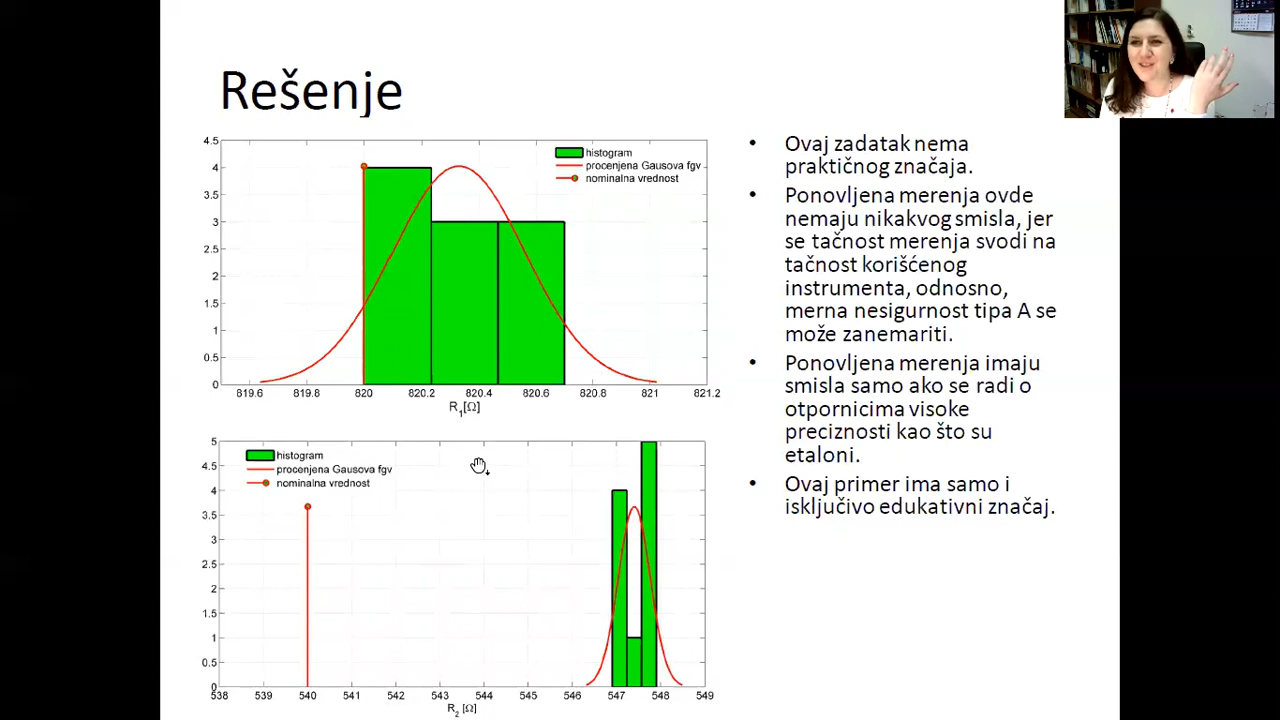 Rešenje
4.5
4
3.5
3
2.5
2
1.5
1
0.5
0
histogram
procenjena Gausova fgv
nominalna vrednost
819.6 819.8 820 820.2 820.4 820.6 820.8 821 821.2
R1[Ω]
5
4.5
4
3.5
3
2.5
2
1.5
1
0.5
0
histogram
procenjena Gausova fgv
nominalna vrednost
538 539 540 541 542 543 544 545 546 547 548 549
R2 [Ω]
• Ovaj zadatak nema
praktičnog značaja.
• Ponovljena merenja ovde
nemaju nikakvog smisla, jer
se tačnost merenja svodi na
tačnost korišćenog
instrumenta, odnosno,
merna nesigurnost tipa A se
može zanemariti.
• Ponovljena merenja imaju
smisla samo ako se radi o
otpornicima visoke
preciznosti kao što su
etaloni.
• Ovaj primer ima samo i
isključivo edukativni značaj.